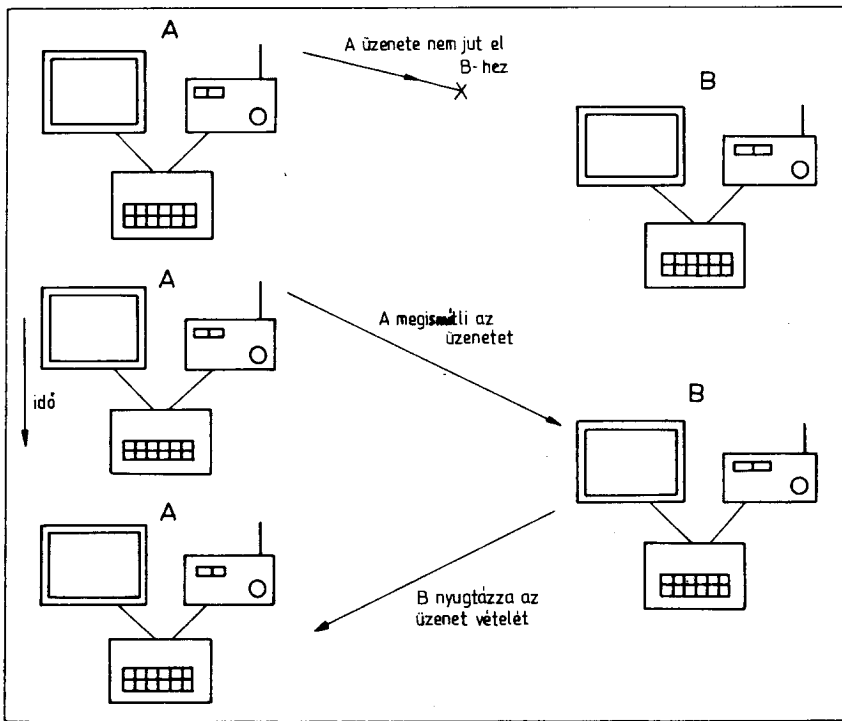 A
A üzenete nem jut el
B-hez
B
A
A megismétli az
üzenetet
idő
B
A
B nyugtázza az
üzenet vételét